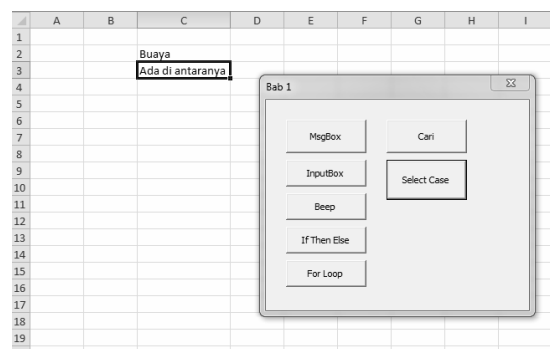 A B C D E F G H I
1
2 Buaya
3 Ada di antaranya
4
5
6
7
8
9
10
11
12
13
14
15
16
17
18
19
Bab 1
MsgBox Cari
InputBox Select Case
Beep
If Then Else
For Loop